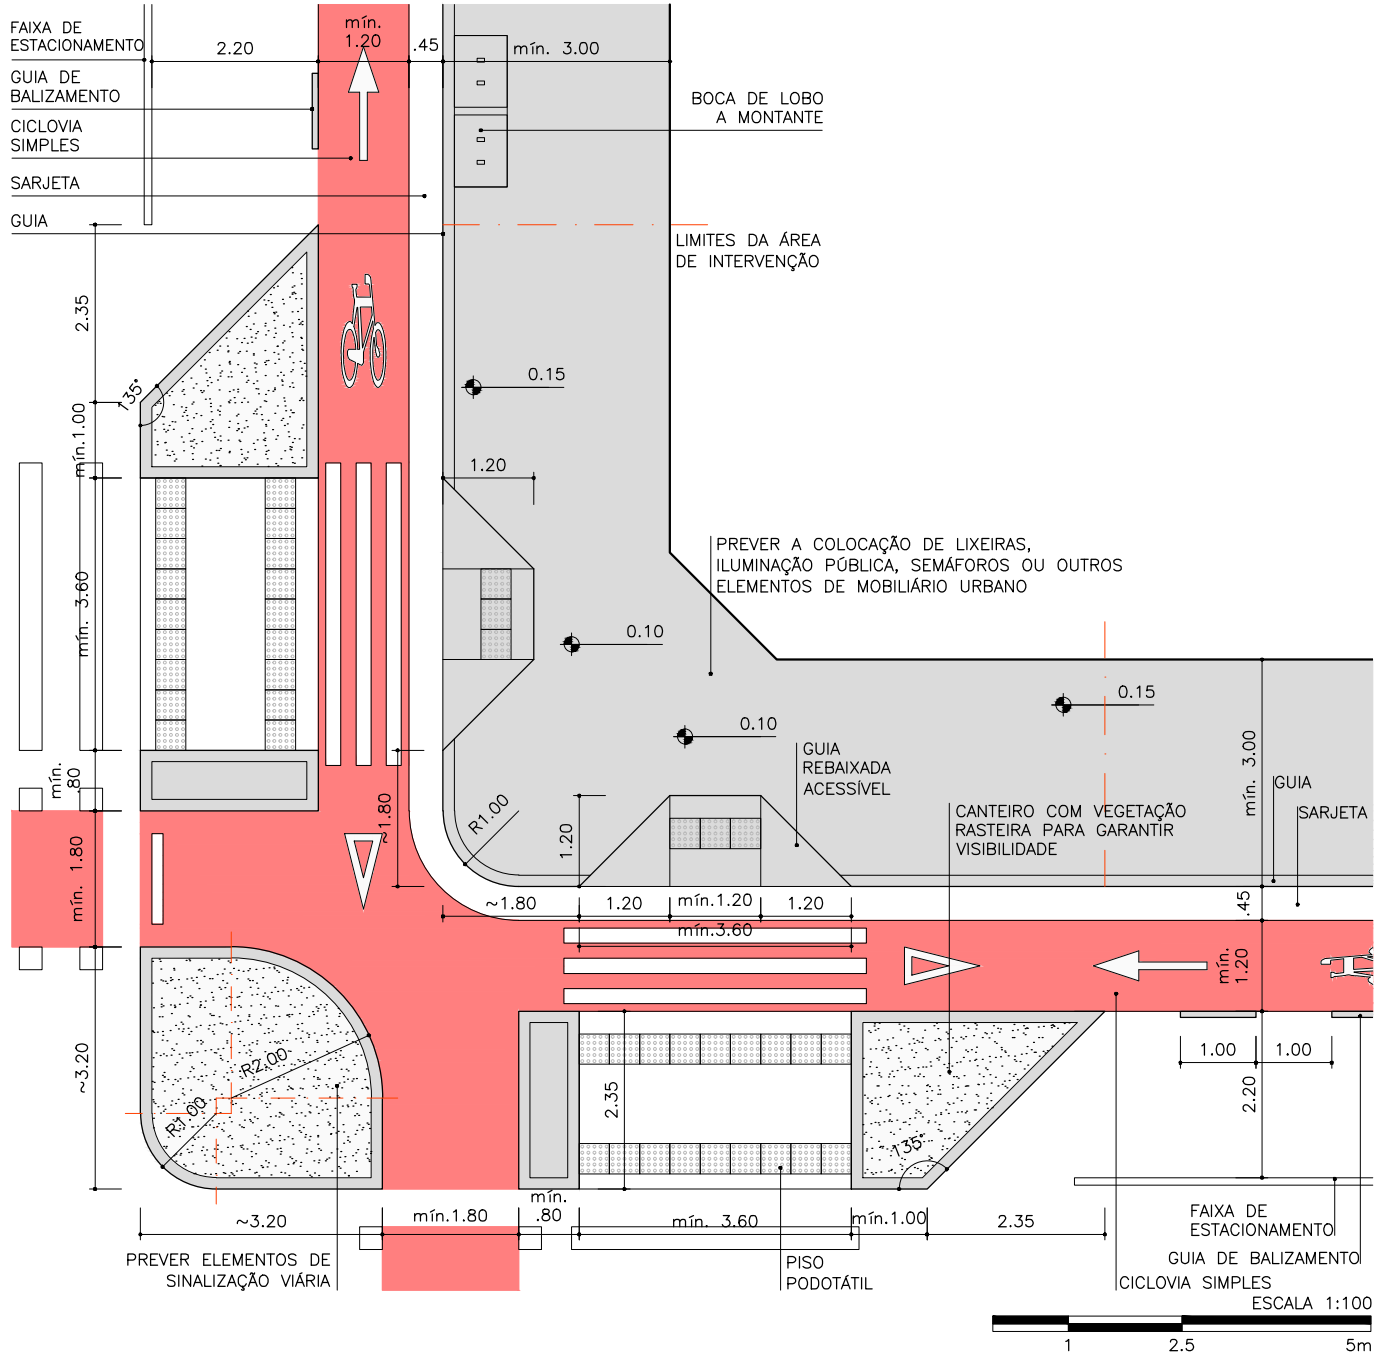 FAIXA DE
ESTACIONAMENTO
GUIA DE
BALIZAMENTO
CICLOVIA
SIMPLES
SARJETA
GUIA
2.20
mín.
1.20
.45
mín. 3.00
BOCA DE LOBO
A MONTANTE
LIMITES DA ÁREA
DE INTERVENÇÃO
2.35
135°
mín.1.00
0.15
1.20
PREVER A COLOCAÇÃO DE LIXEIRAS,
ILUMINAÇÃO PÚBLICA, SEMÁFOROS OU OUTROS
ELEMENTOS DE MOBILIÁRIO URBANO
mín. 3.60
0.10
0.15
0.10
mín.
.80
~1.80
R1.00
1.20
GUIA
REBAIXADA
ACESSÍVEL
mín. 3.00
GUIA
SARJETA
CANTEIRO COM VEGETAÇÃO
RASTEIRA PARA GARANTIR
VISIBILIDADE
mín. 1.80
~1.80
1.20
mín.1.20
1.20
mín.3.60
.45
mín.
1.20
~3.20
R2.00
R1.00
2.35
135°
1.00
1.00
2.20
mín.
~3.20
mín.1.80
.80
mín. 3.60
mín.1.00
2.35
FAIXA DE
ESTACIONAMENTO
GUIA DE BALIZAMENTO
CICLOVIA SIMPLES
PREVER ELEMENTOS DE
SINALIZAÇÃO VIÁRIA
PISO
PODOTÁTIL
ESCALA 1:100
1
2.5
5m